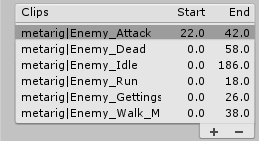 Clips Start End
metarig|Enemy_Attack 22.0 42.0
metarig|Enemy_Dead 0.0 58.0
metarig|Enemy_Idle 0.0 186.0
metarig|Enemy_Run 0.0 18.0
metarig|Enemy_Gettings 0.0 26.0
metarig|Enemy_Walk_M 0.0 38.0
+ −